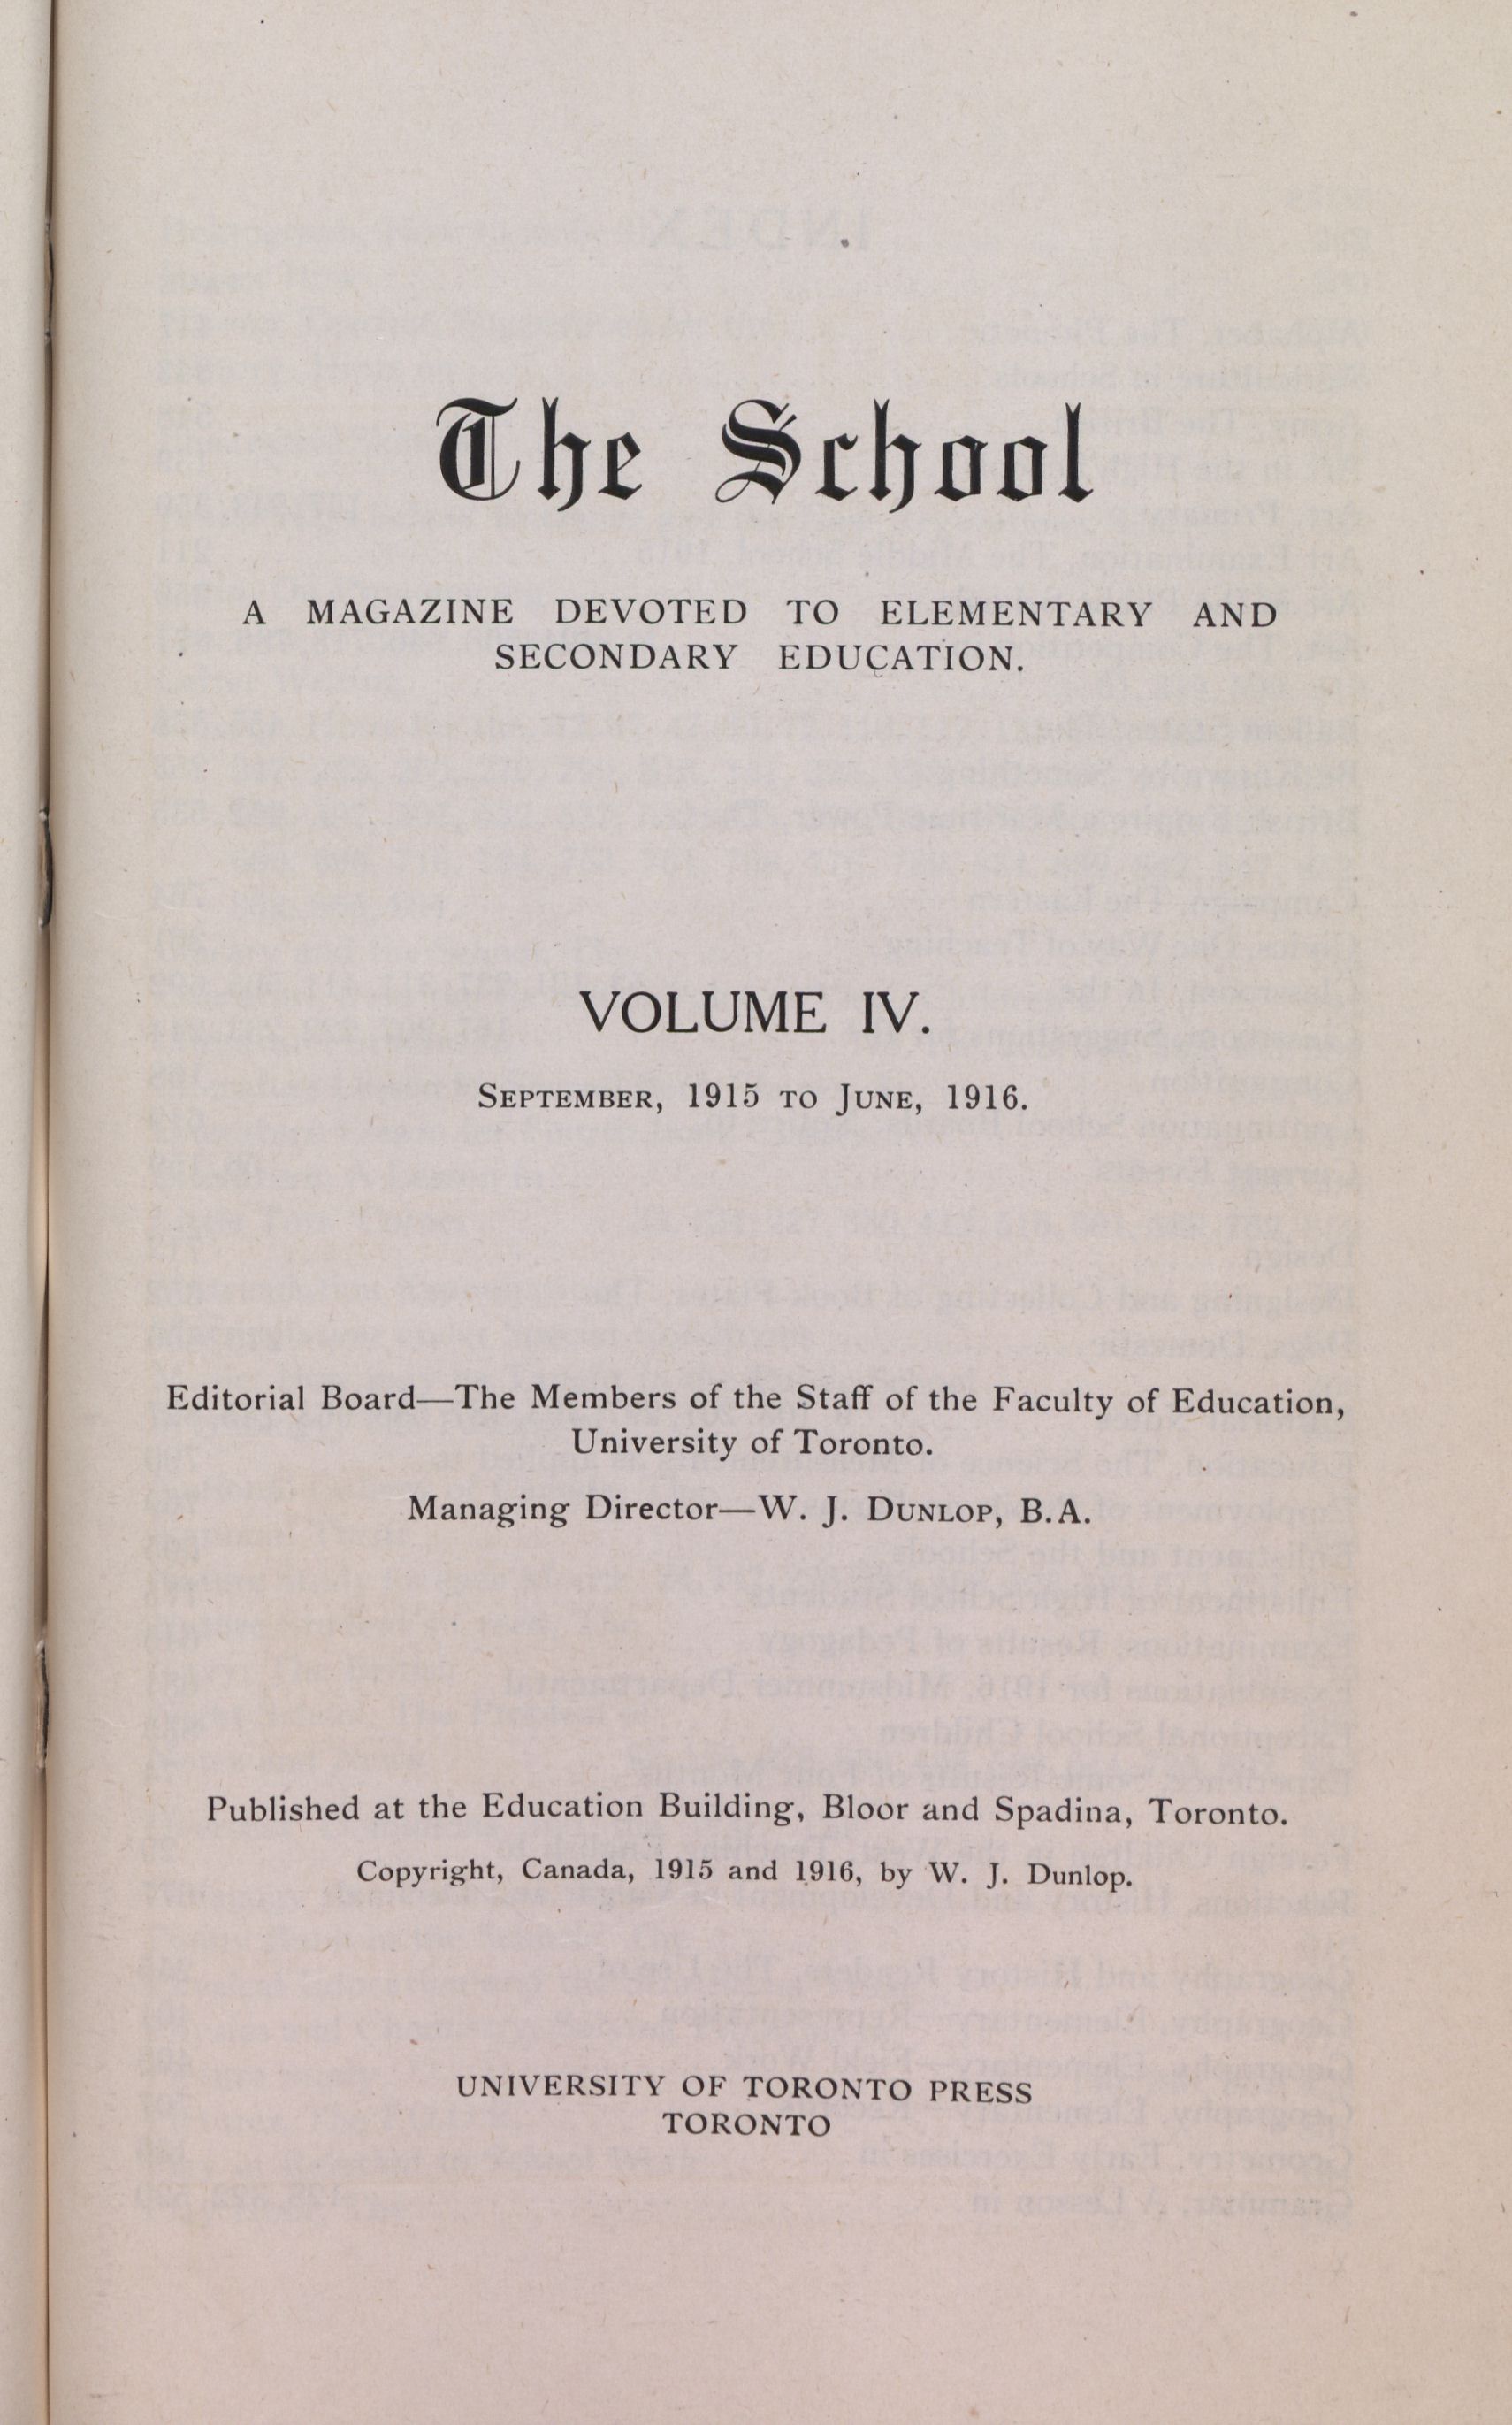 The School
A MAGAZINE DEVOTED TO ELEMENTARY AND
SECONDARY EDUCATION.
VOLUME IV.
SEPTEMBER, 1915 TO JUNE, 1916.
Editorial Board—The Members of the Staff of the Faculty of Education,
University of Toronto.
Managing Director—W. J. DUNLOP, B.A.
Published at the Education Building, Bloor and Spadina, Toronto.
Copyright, Canada, 1915 and 1916, by W. J. Dunlop.
UNIVERSITY OF TORONTO PRESS
TORONTO